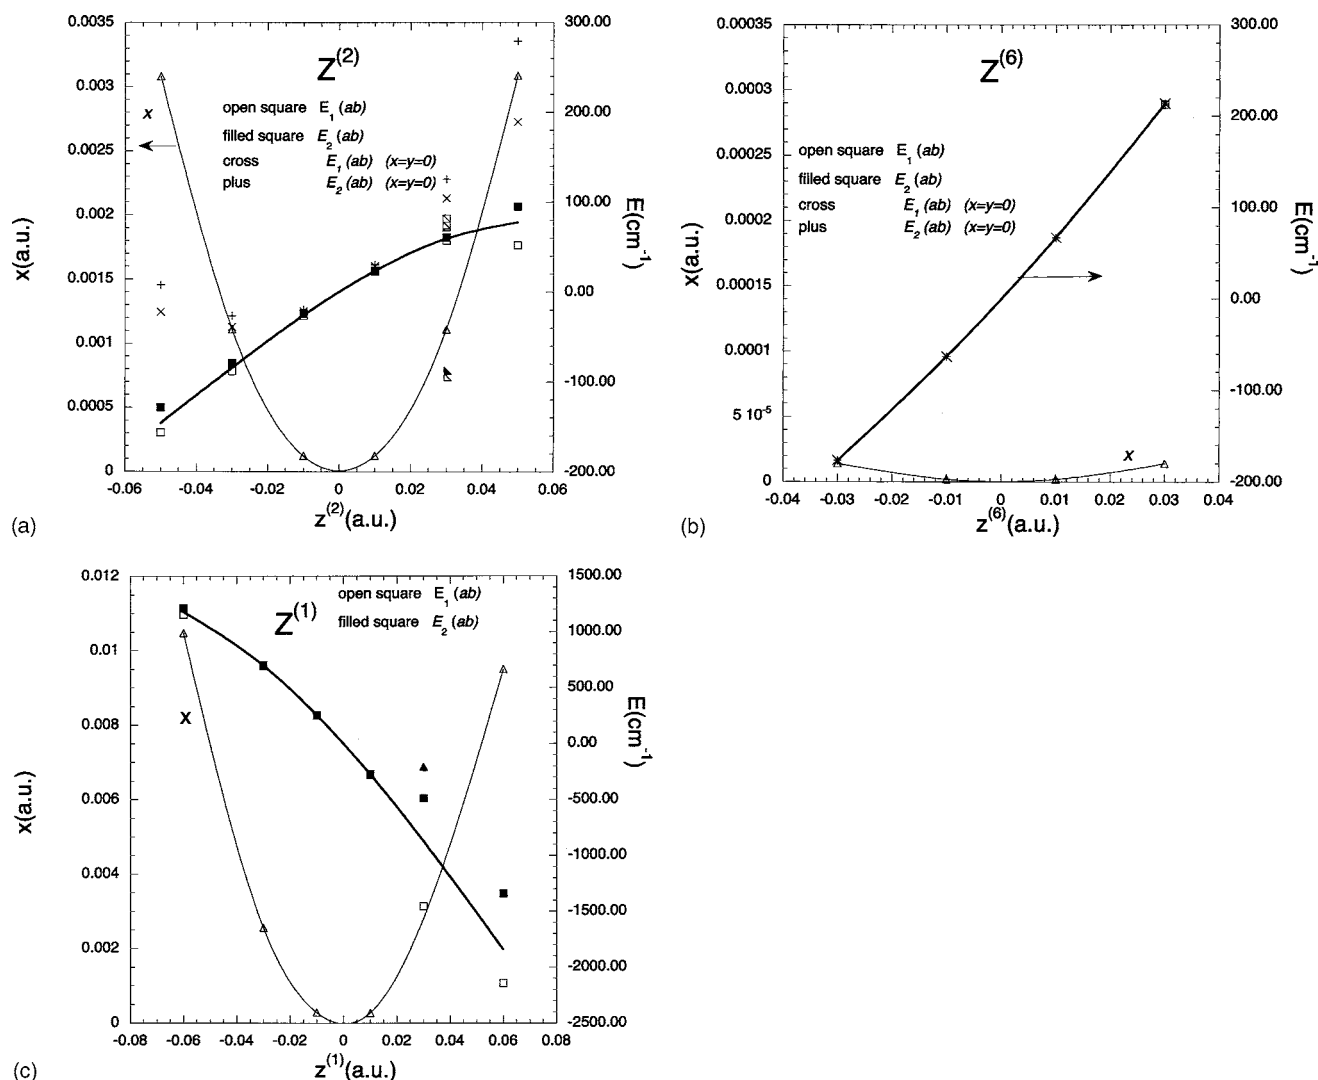 0.0035
0.003
0.0025
0.002
0.0015
0.001
0.0005
0
x(a.u.)
Z(2)
x
open square E1 (ab)
filled square E2 (ab)
cross E1 (ab) (x=y=0)
plus E2 (ab) (x=y=0)
300.00
200.00
100.00
0.00
-100.00
-200.00
E(cm-1)
-0.06 -0.04 -0.02 0 0.02 0.04 0.06
z(2)(a.u.)
(a)
0.00035
0.0003
0.00025
0.0002
0.00015
0.0001
5 10-5
0
x(a.u.)
Z(6)
open square E1 (ab)
filled square E2 (ab)
cross E1 (ab) (x=y=0)
plus E2 (ab) (x=y=0)
x
300.00
200.00
100.00
0.00
-100.00
-200.00
E(cm-1)
-0.04 -0.03 -0.02 -0.01 0 0.01 0.02 0.03 0.04
z(6)(a.u.)
(b)
0.012
0.01
0.008
0.006
0.004
0.002
0
x(a.u.)
Z(1)
open square E1 (ab)
filled square E2 (ab)
x
1500.00
1000.00
500.00
0.00
-500.00
-1000.00
-1500.00
-2000.00
-2500.00
E(cm-1)
-0.08 -0.06 -0.04 -0.02 0 0.02 0.04 0.06 0.08
z(1)(a.u.)
(c)